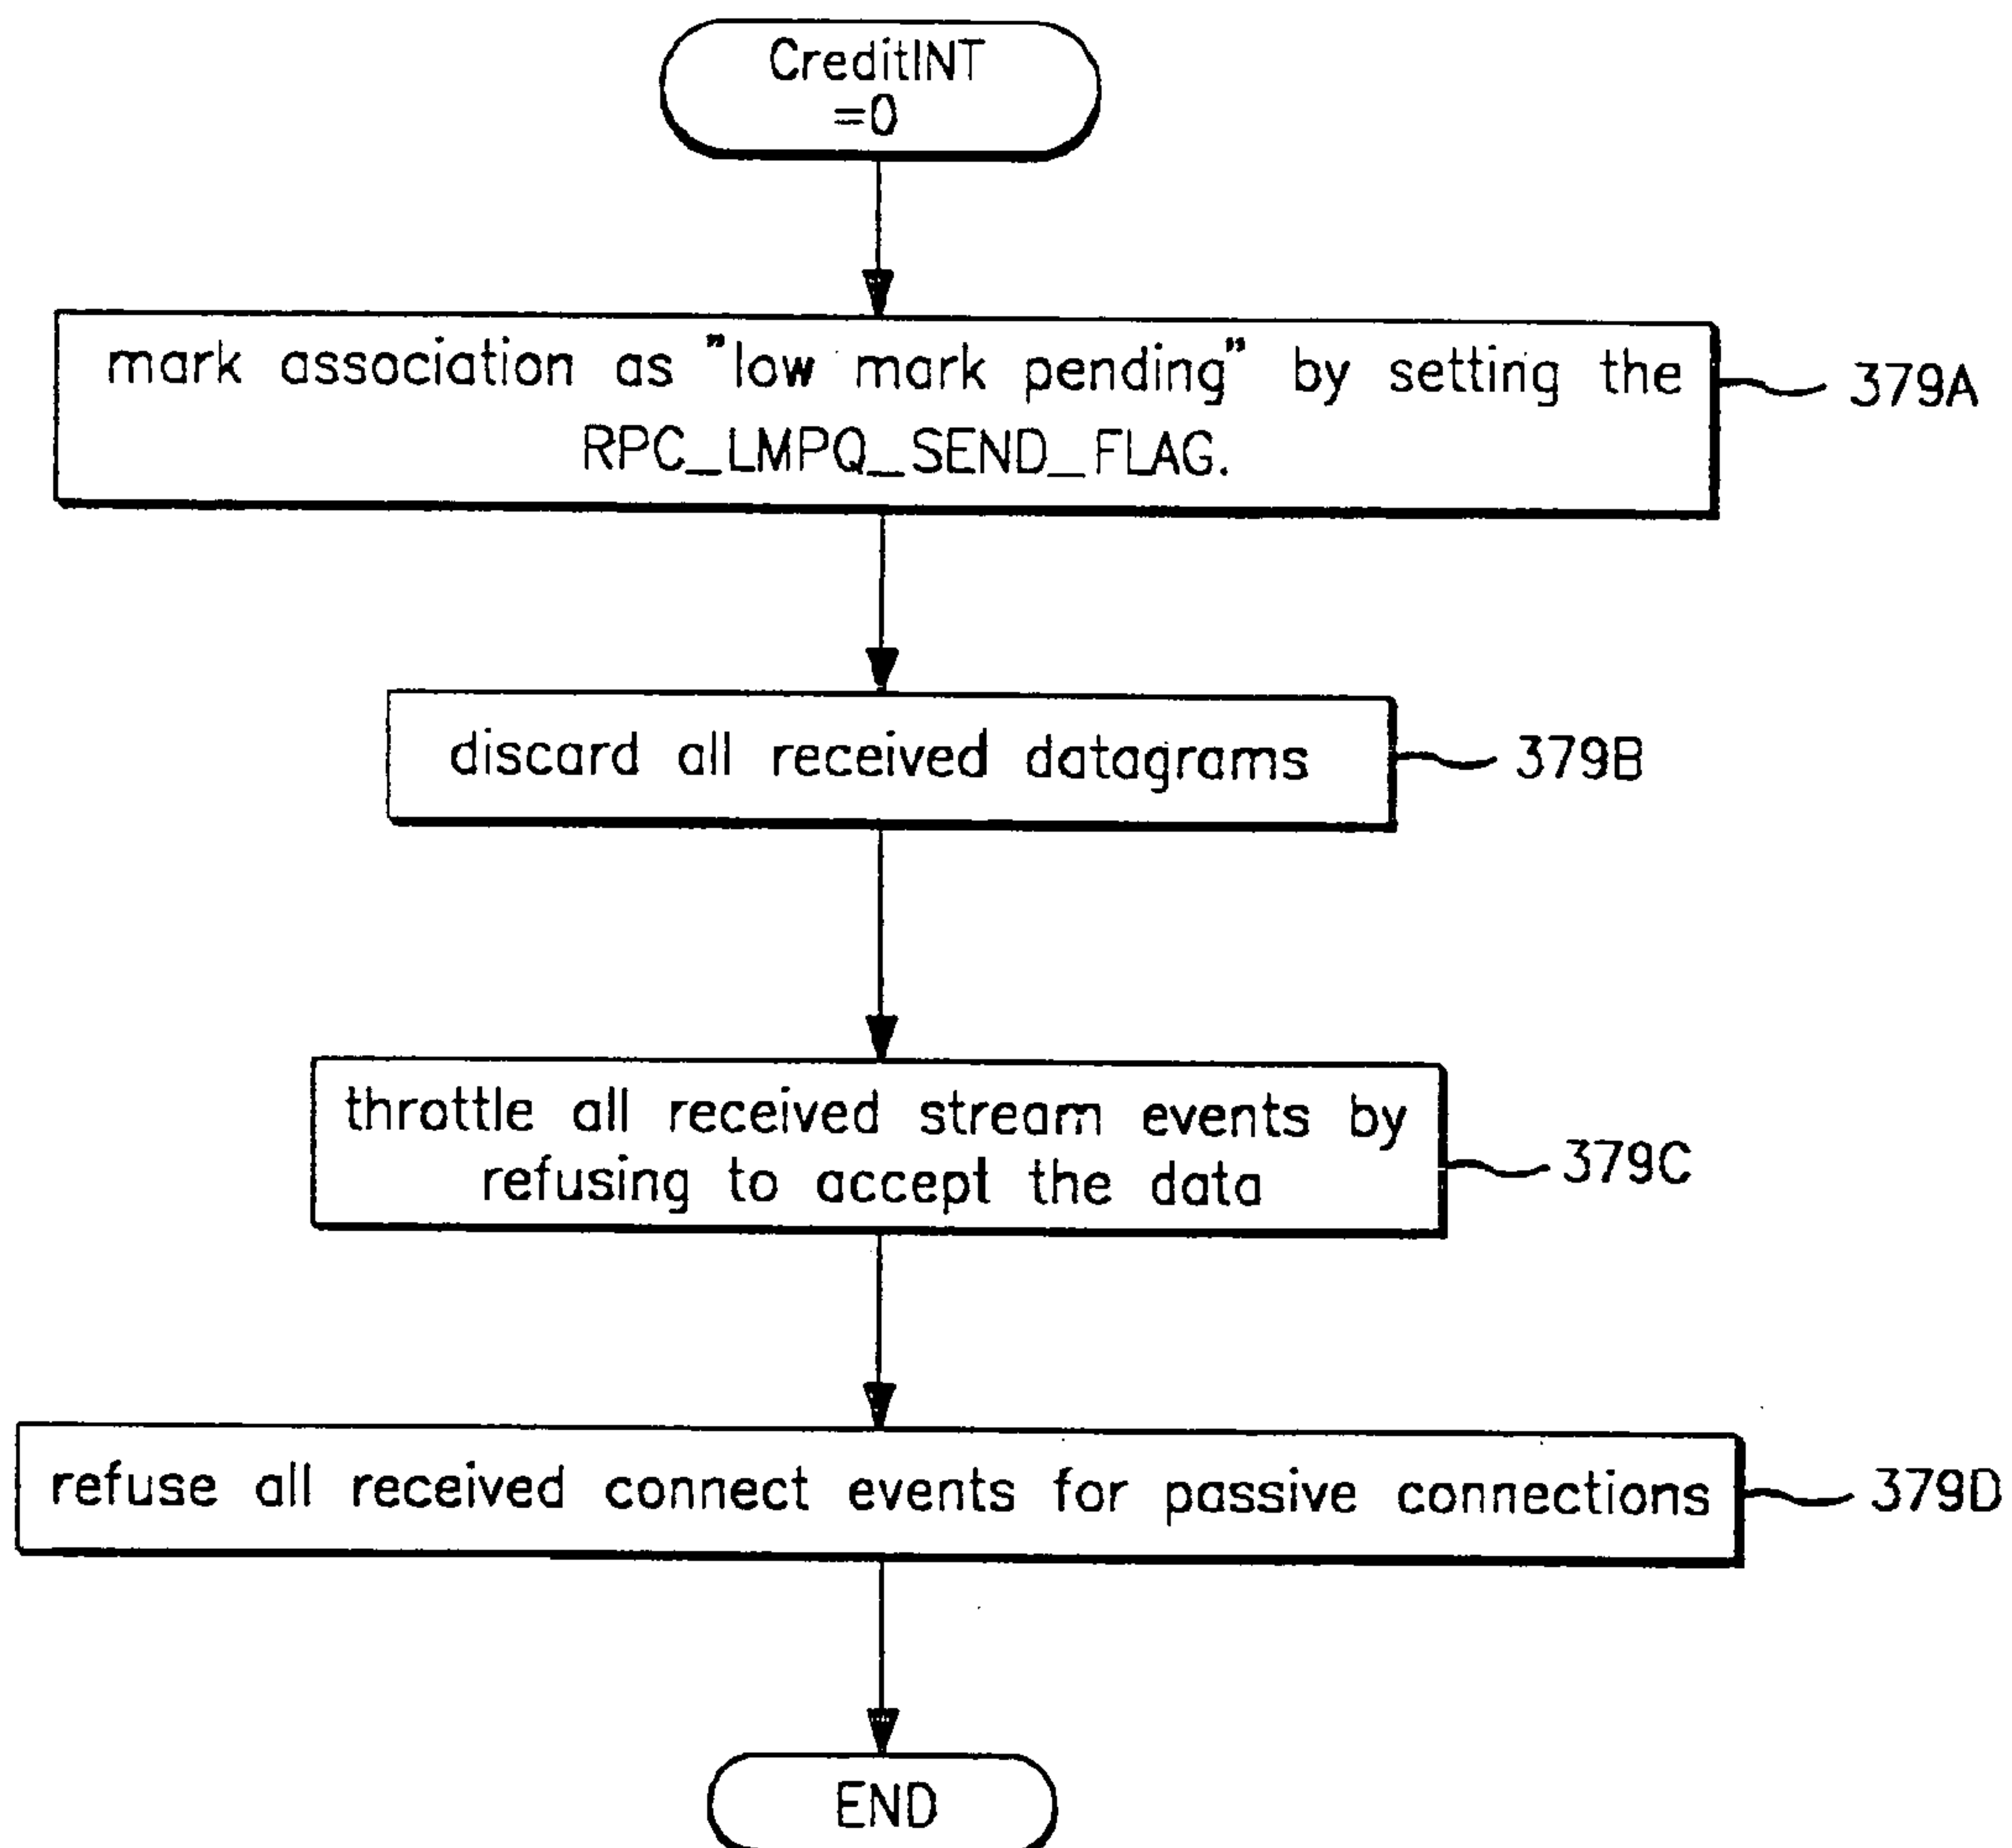 CreditINT
=0
mark association as "low mark pending" by setting the
RPC_LMPQ_SEND_FLAG.
379A
discard all received datagrams
379B
throttle all received stream events by
refusing to accept the data
379C
refuse all received connect events for passive connections
379D
END